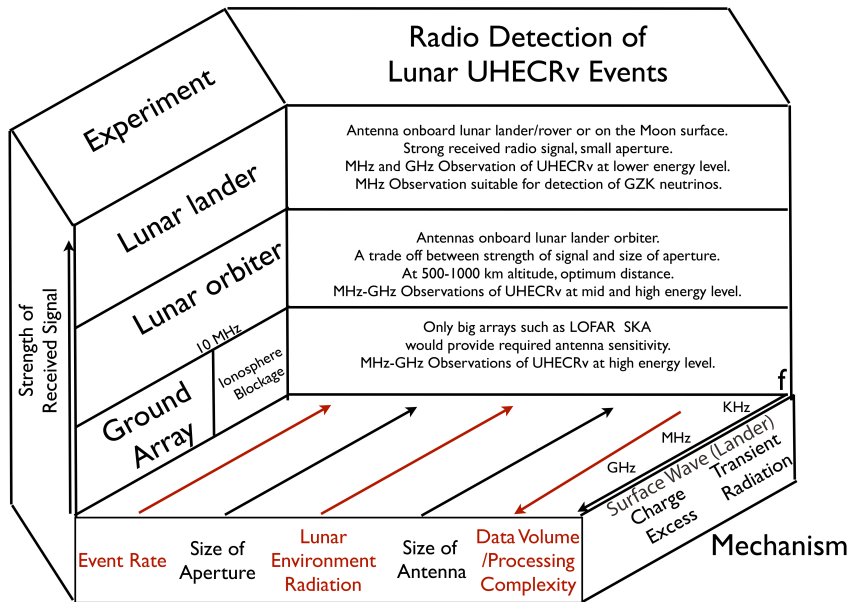 Radio Detection of
Lunar UHECRv Events
Experiment
Antenna onboard lunar lander/rover or on the Moon surface.
Strong received radio signal, small aperture.
MHz and GHz Observation of UHECRv at lower energy level.
MHz Observation suitable for detection of GZK neutrinos.
Lunar lander
Antennas onboard lunar lander orbiter.
A trade off between strength of signal and size of aperture.
At 500-1000 km altitude, optimum distance.
MHz-GHz Observations of UHECRv at mid and high energy level.
Lunar orbiter
Only big arrays such as LOFAR SKA
would provide required antenna sensitivity.
MHz-GHz Observations of UHECRv at high energy level.
10 MHz
Ionosphere
Blockage
Ground
Array
Strength of
Received Signal
f
KHz
MHz
GHz
Surface Wave (Lander)
Charge
Excess
Transient
Radiation
Mechanism
Event Rate
Size of
Aperture
Lunar
Environment
Radiation
Size of
Antenna
Data Volume
/Processing
Complexity